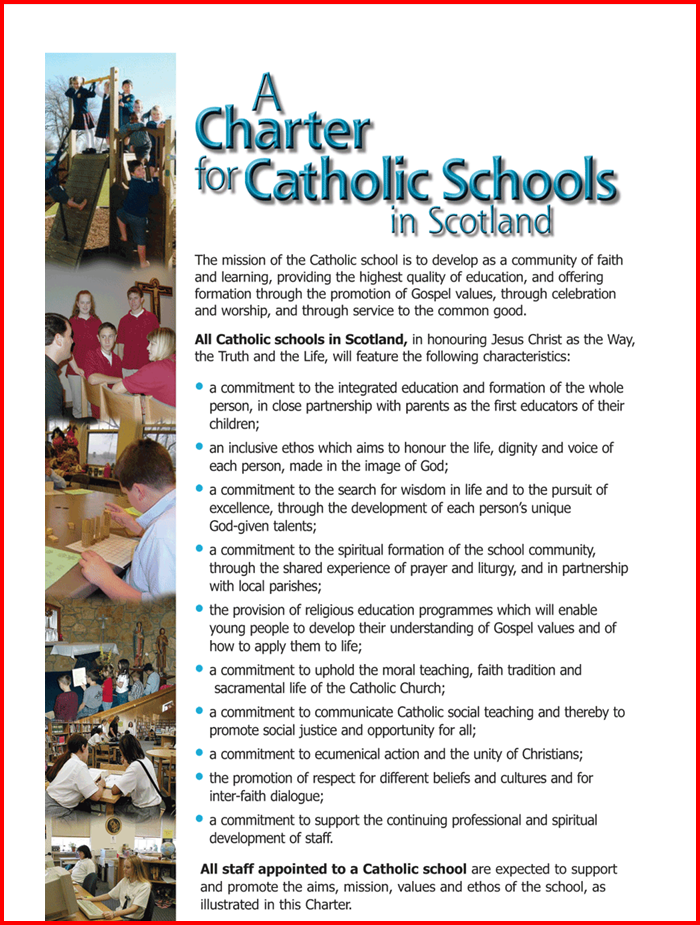 A
Charter
for Catholic Schools
in Scotland
The mission of the Catholic school is to develop as a community of faith
and learning, providing the highest quality of education, and offering
formation through the promotion of Gospel values, through celebration
and worship, and through service to the common good.
All Catholic schools in Scotland, in honouring Jesus Christ as the Way,
the Truth and the Life, will feature the following characteristics:
• a commitment to the integrated education and formation of the whole
person, in close partnership with parents as the first educators of their
children;
• an inclusive ethos which aims to honour the life, dignity and voice of
each person, made in the image of God;
• a commitment to the search for wisdom in life and to the pursuit of
excellence, through the development of each person's unique
God-given talents;
• a commitment to the spiritual formation of the school community,
through the shared experience of prayer and liturgy, and in partnership
with local parishes;
• the provision of religious education programmes which will enable
young people to develop their understanding of Gospel values and of
how to apply them to life;
• a commitment to uphold the moral teaching, faith tradition and
sacramental life of the Catholic Church;
• a commitment to communicate Catholic social teaching and thereby to
promote social justice and opportunity for all;
• a commitment to ecumenical action and the unity of Christians;
• the promotion of respect for different beliefs and cultures and for
inter-faith dialogue;
• a commitment to support the continuing professional and spiritual
development of staff.
All staff appointed to a Catholic school are expected to support
and promote the aims, mission, values and ethos of the school, as
illustrated in this Charter.